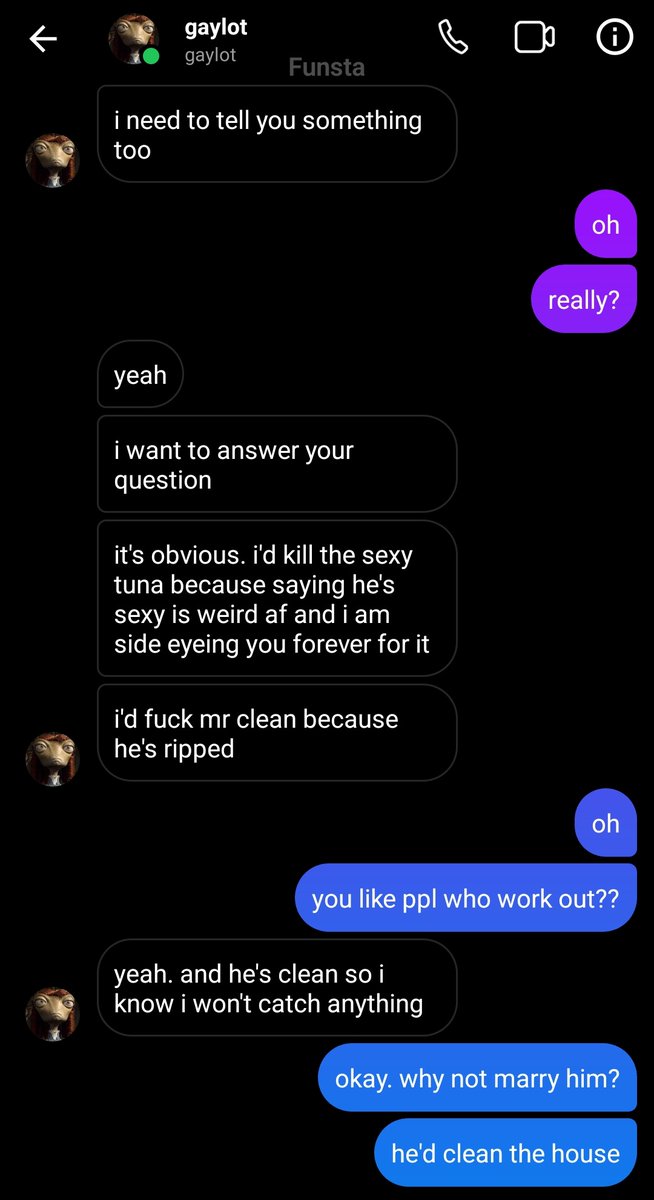 gaylot
gaylot
Funsta
i need to tell you something
too
oh
really?
yeah
i want to answer your
question
it's obvious. i'd kill the sexy
tuna because saying he's
sexy is weird af and i am
side eyeing you forever for it
i'd fuck mr clean because
he's ripped
oh
you like ppl who work out??
yeah. and he's clean so i
know i won't catch anything
okay. why not marry him?
he'd clean the house